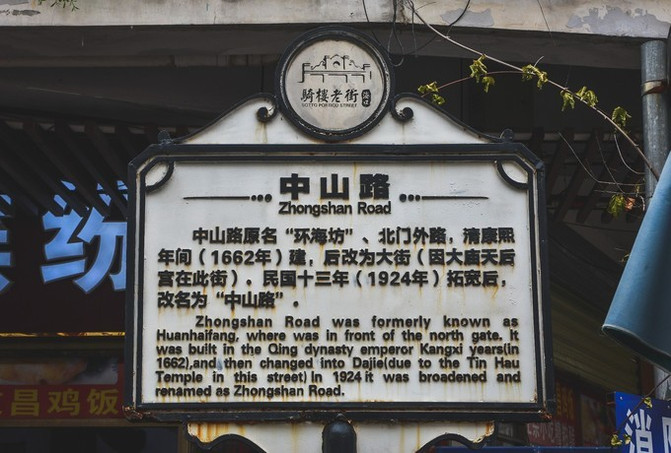 騎樓老街
中山路
Zhongshan Road
中山路原名“环海坊”、北门外路，清康熙
年间（1662年）建，后改为大街（因大庙天后
宫在此街）。民国十三年（1924年）拓宽后，
改名为“中山路”。
Zhongshan Road was formerly known as
Huanhaifang, where was in front of the north gate. It
was built in the Qing dynasty emperor Kangxi years(in
1662),and then changed into Dajie(due to the Tin Hau
Temple in this street) in 1924 it was broadened and
renamed as Zhongshan Road.
纺
昌鸡饭
消